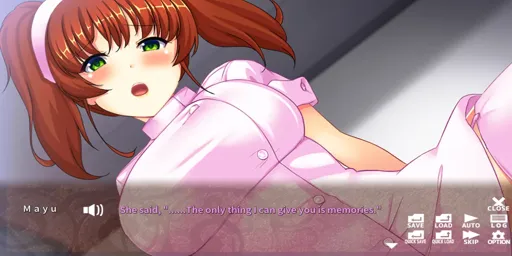 Mayu
She said, "......The only thing I can give you is memories."
CLOSE
SAVE
LOAD
AUTO
LOG
QUICK SAVE
QUICK LOAD
SKIP
OPTION